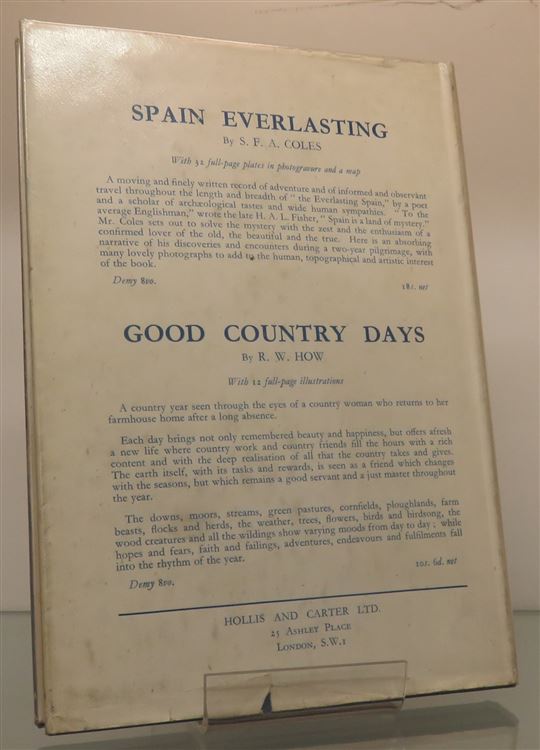 SPAIN EVERLASTING
By S. F. A. COLES
With 32 full-page plates in photogravure and a map
A moving and finely written record of adventure and of informed and observant
travel throughout the length and breadth of " the Everlasting Spain," by a poet
and a scholar of archæological tastes and wide human sympathies. " To the
average Englishman," wrote the late H. A. L. Fisher, " Spain is a land of mystery."
Mr. Coles sets out to solve the mystery with the zest and the enthusiasm of a
confirmed lover of the old, the beautiful and the true. Here is an absorbing
narrative of his discoveries and encounters during a two-year pilgrimage, with
many lovely photographs to add to the human, topographical and artistic interest
of the book.
Demy 8vo. 18s. net
GOOD COUNTRY DAYS
By R. W. HOW
With 12 full-page illustrations
A country year seen through the eyes of a country woman who returns to her
farmhouse home after a long absence.
Each day brings not only remembered beauty and happiness, but offers afresh
a new life where country work and country friends fill the hours with a rich
content and with the deep realisation of all that the country takes and gives.
The earth itself, with its tasks and rewards, is seen as a friend which changes
with the seasons, but which remains a good servant and a just master throughout
the year.
The downs, moors, streams, green pastures, cornfields, ploughlands, farm
beasts, flocks and herds, the weather, trees, flowers, birds and birdsong, the
wood creatures and all the wildings show varying moods from day to day ; while
hopes and fears, faith and failings, adventures, endeavours and fulfilments fall
into the rhythm of the year.
Demy 8vo. 10s. 6d. net
HOLLIS AND CARTER LTD.
25 ASHLEY PLACE
LONDON, S.W.1